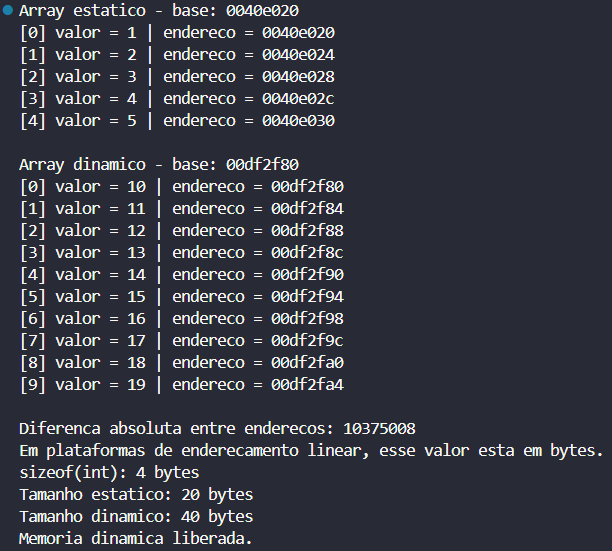 Array estatico - base: 0040e020
[0] valor = 1 | endereco = 0040e020
[1] valor = 2 | endereco = 0040e024
[2] valor = 3 | endereco = 0040e028
[3] valor = 4 | endereco = 0040e02c
[4] valor = 5 | endereco = 0040e030
Array dinamico - base: 00df2f80
[0] valor = 10 | endereco = 00df2f80
[1] valor = 11 | endereco = 00df2f84
[2] valor = 12 | endereco = 00df2f88
[3] valor = 13 | endereco = 00df2f8c
[4] valor = 14 | endereco = 00df2f90
[5] valor = 15 | endereco = 00df2f94
[6] valor = 16 | endereco = 00df2f98
[7] valor = 17 | endereco = 00df2f9c
[8] valor = 18 | endereco = 00df2fa0
[9] valor = 19 | endereco = 00df2fa4
Diferenca absoluta entre enderecos: 10375008
Em plataformas de enderecamento linear, esse valor esta em bytes.
sizeof(int): 4 bytes
Tamanho estatico: 20 bytes
Tamanho dinamico: 40 bytes
Memoria dinamica liberada.